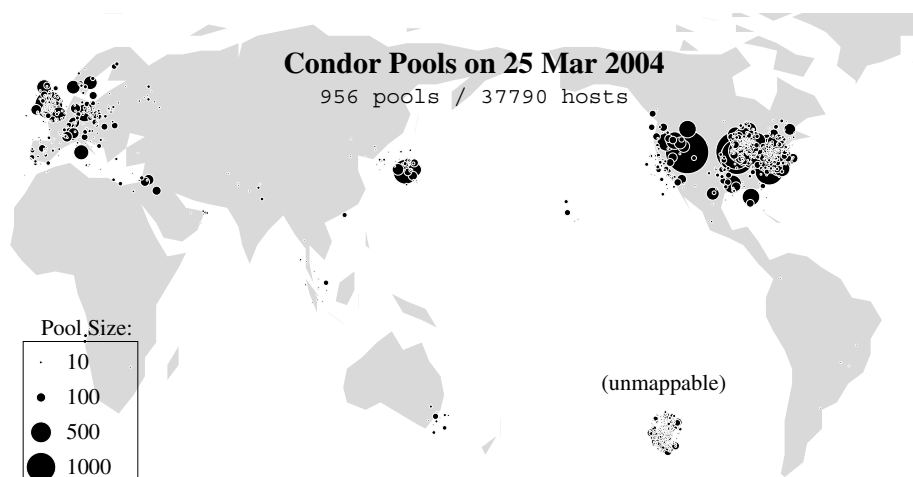 Condor Pools on 25 Mar 2004
956 pools / 37790 hosts
Pool Size:
10
100
500
1000
(unmappable)